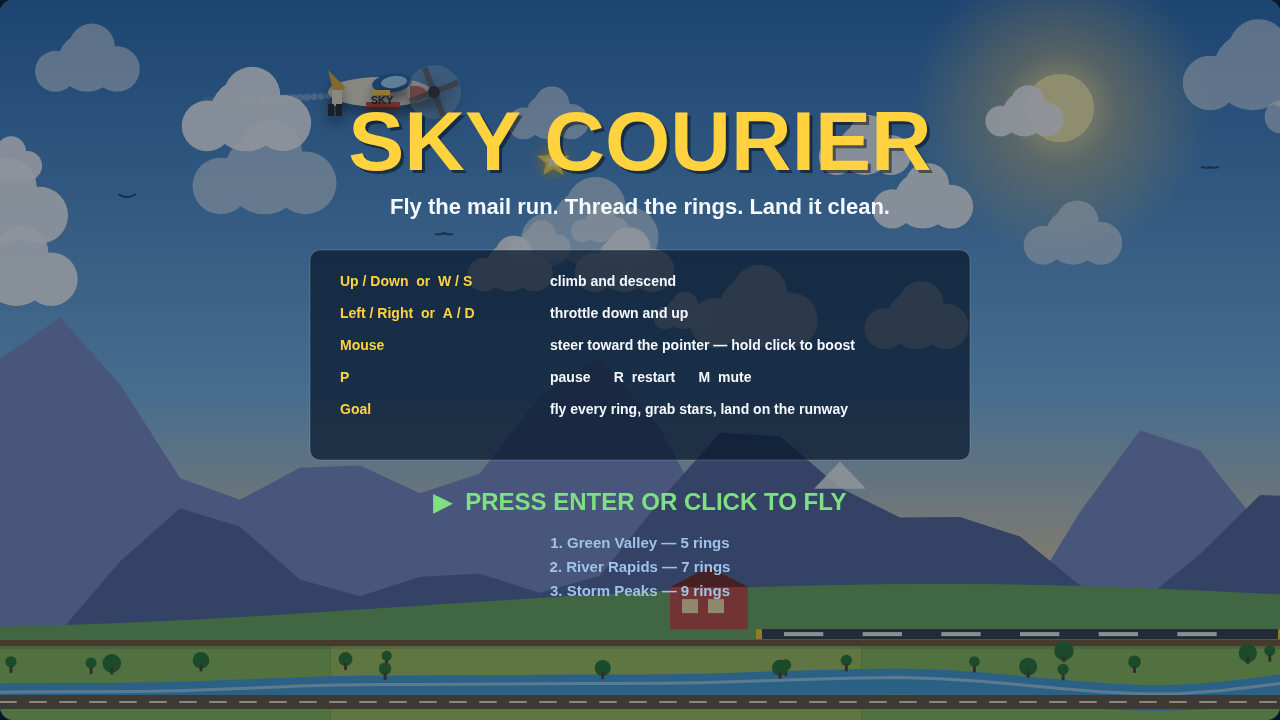 SKY
SKY COURIER
Fly the mail run. Thread the rings. Land it clean.
Up / Down or W / S climb and descend
Left / Right or A / D throttle down and up
Mouse steer toward the pointer — hold click to boost
P pause R restart M mute
Goal fly every ring, grab stars, land on the runway
▶ PRESS ENTER OR CLICK TO FLY
1. Green Valley — 5 rings
2. River Rapids — 7 rings
3. Storm Peaks — 9 rings